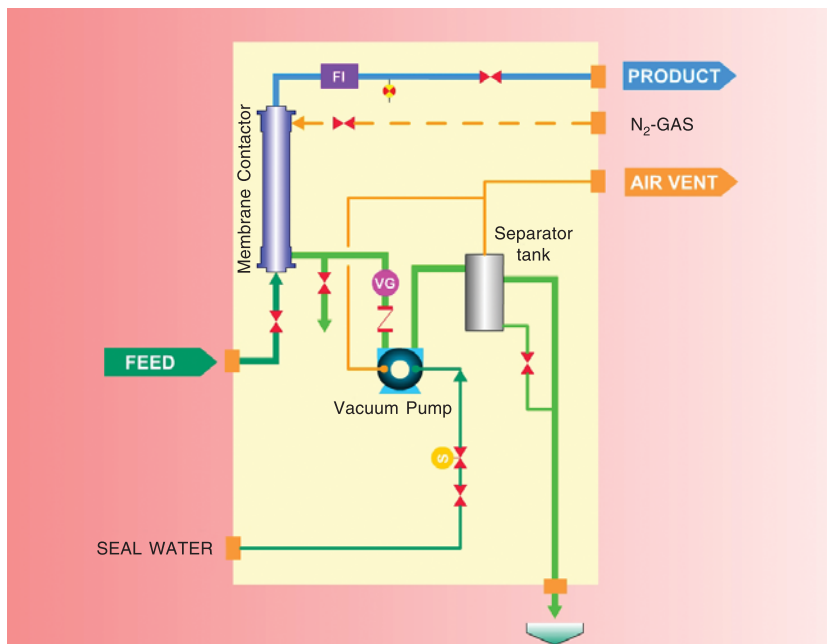 FI
PRODUCT
N₂-GAS
AIR VENT
Membrane Contactor
Separator
tank
VG
FEED
Vacuum Pump
S
SEAL WATER